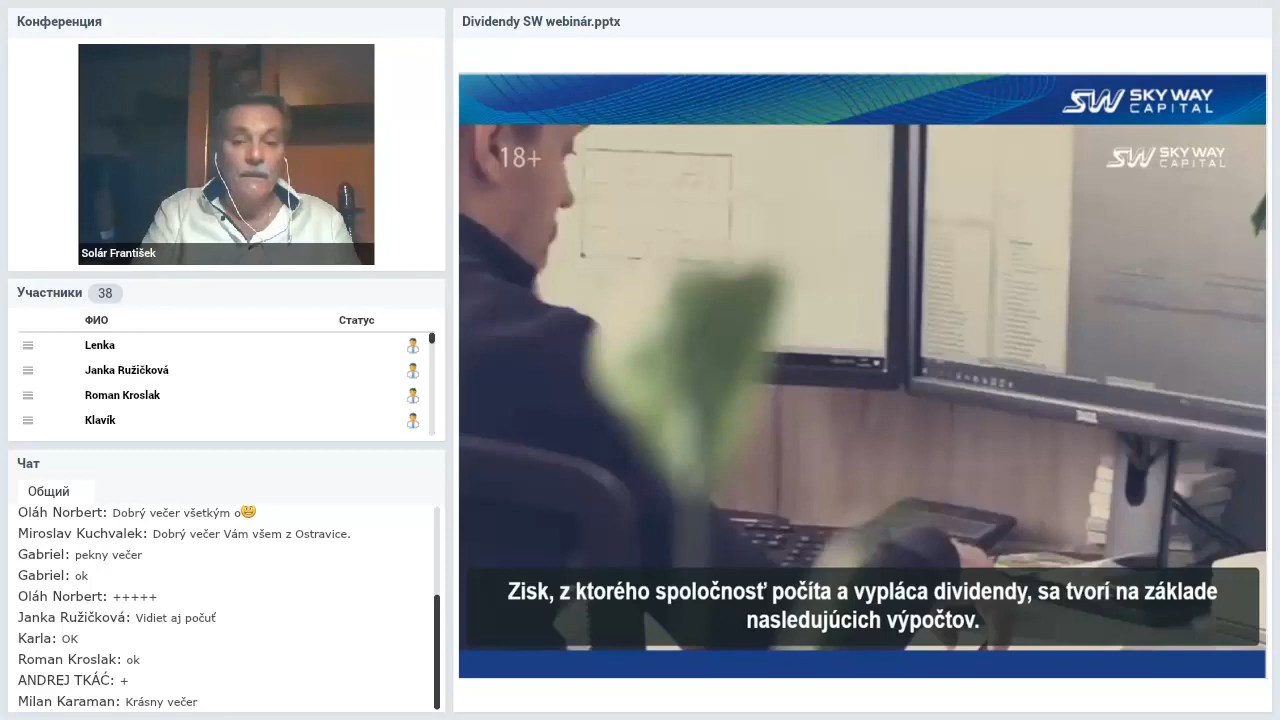 Конференция
Solár František
Участники 38
ФИО Статус
Lenka
Janka Ružičková
Roman Kroslak
Klavík
Чат
Общий
Oláh Norbert: Dobrý večer všetkým o
Miroslav Kuchvalek: Dobrý večer Vám všem z Ostravice.
Gabriel: pekny večer
Gabriel: ok
Oláh Norbert: +++++
Janka Ružičková: Vidiet aj počuť
Karla: OK
Roman Kroslak: ok
ANDREJ TKÁČ: +
Milan Karaman: Krásny večer
Dividendy SW webinár.pptx
SW SKY WAY
CAPITAL
18+
SW SKY WAY
CAPITAL
Zisk, z ktorého spoločnosť počíta a vypláca dividendy, sa tvorí na základe
nasledujúcich výpočtov.